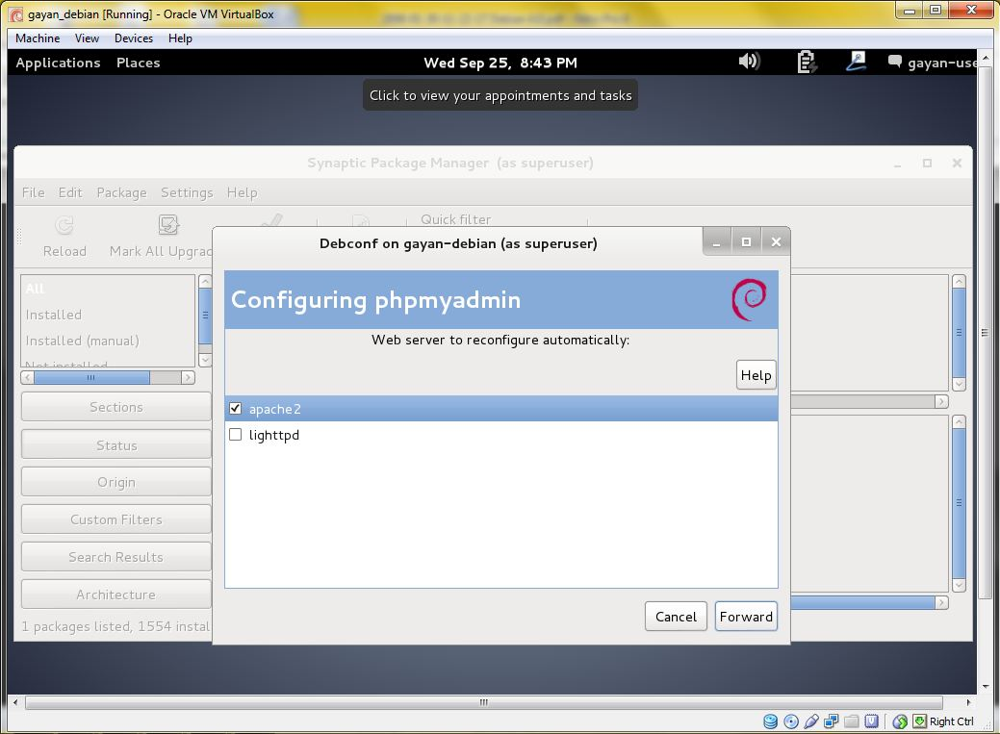 gayan_debian [Running] - Oracle VM VirtualBox
Machine View Devices Help
Applications Places Wed Sep 25, 8:43 PM gayan-use
Click to view your appointments and tasks
Synaptic Package Manager (as superuser)
File Edit Package Settings Help
Quick filter
Reload Mark All Upgrad
Debconf on gayan-debian (as superuser)
Configuring phpmyadmin
Web server to reconfigure automatically:
Help
apache2
lighttpd
Cancel Forward
All
Installed
Installed (manual)
Not installed
Sections
Status
Origin
Custom Filters
Search Results
Architecture
1 packages listed, 1554 instal
Right Ctrl